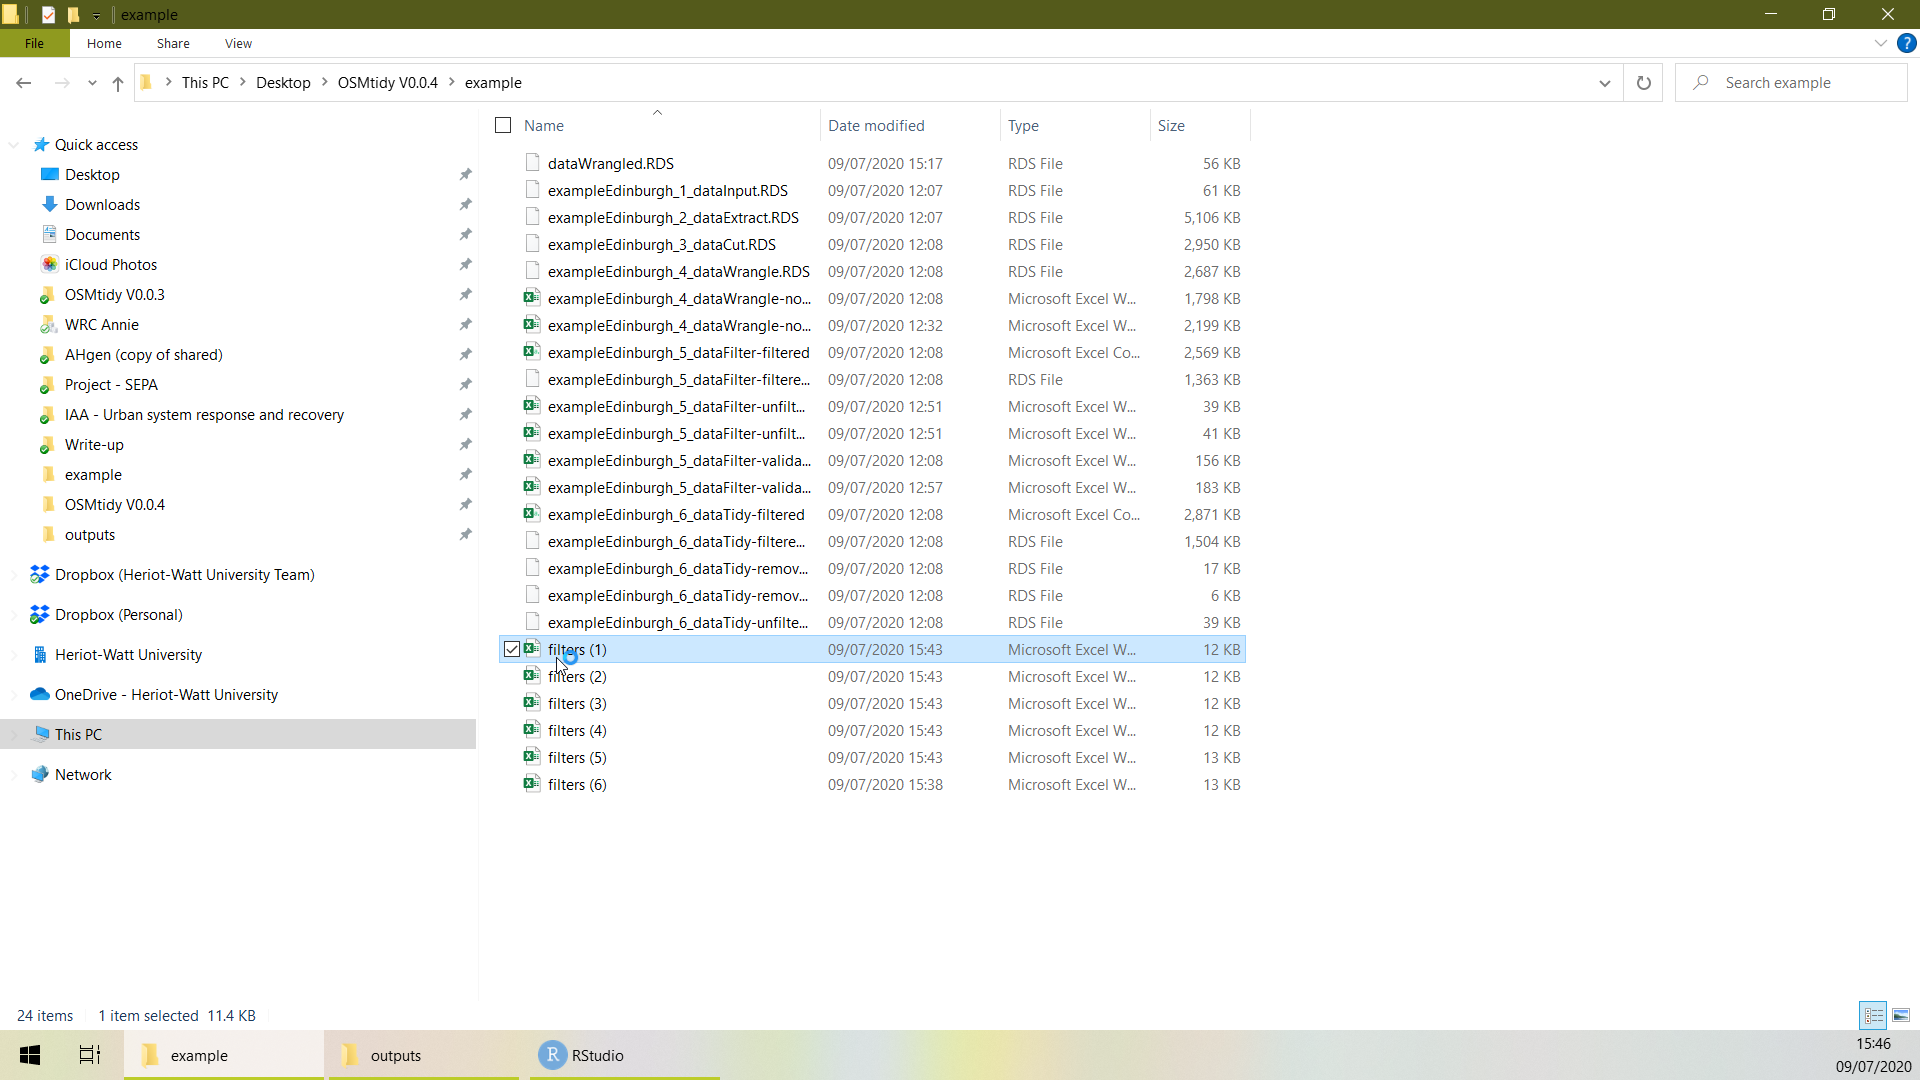 example
File Home Share View
This PC Desktop OSMtidy V0.0.4 example Search example
Name Date modified Type Size
Quick access
Desktop
Downloads
Documents
iCloud Photos
OSMtidy V0.0.3
WRC Annie
AHgen (copy of shared)
Project - SEPA
IAA - Urban system response and recovery
Write-up
example
OSMtidy V0.0.4
outputs
Dropbox (Heriot-Watt University Team)
Dropbox (Personal)
Heriot-Watt University
OneDrive - Heriot-Watt University
This PC
Network
dataWrangled.RDS 09/07/2020 15:17 RDS File 56 KB
exampleEdinburgh_1_dataInput.RDS 09/07/2020 12:07 RDS File 61 KB
exampleEdinburgh_2_dataExtract.RDS 09/07/2020 12:07 RDS File 5,106 KB
exampleEdinburgh_3_dataCut.RDS 09/07/2020 12:08 RDS File 2,950 KB
exampleEdinburgh_4_dataWrangle.RDS 09/07/2020 12:08 RDS File 2,687 KB
exampleEdinburgh_4_dataWrangle-no... 09/07/2020 12:08 Microsoft Excel W... 1,798 KB
exampleEdinburgh_4_dataWrangle-no... 09/07/2020 12:32 Microsoft Excel W... 2,199 KB
exampleEdinburgh_5_dataFilter-filtered 09/07/2020 12:08 Microsoft Excel Co... 2,569 KB
exampleEdinburgh_5_dataFilter-filtere... 09/07/2020 12:08 RDS File 1,363 KB
exampleEdinburgh_5_dataFilter-unfilt... 09/07/2020 12:51 Microsoft Excel W... 39 KB
exampleEdinburgh_5_dataFilter-unfilt... 09/07/2020 12:51 Microsoft Excel W... 41 KB
exampleEdinburgh_5_dataFilter-valida... 09/07/2020 12:08 Microsoft Excel W... 156 KB
exampleEdinburgh_5_dataFilter-valida... 09/07/2020 12:57 Microsoft Excel W... 183 KB
exampleEdinburgh_6_dataTidy-filtered 09/07/2020 12:08 Microsoft Excel Co... 2,871 KB
exampleEdinburgh_6_dataTidy-filtere... 09/07/2020 12:08 RDS File 1,504 KB
exampleEdinburgh_6_dataTidy-remov... 09/07/2020 12:08 RDS File 17 KB
exampleEdinburgh_6_dataTidy-remov... 09/07/2020 12:08 RDS File 6 KB
exampleEdinburgh_6_dataTidy-unfilte... 09/07/2020 12:08 RDS File 39 KB
filters (1) 09/07/2020 15:43 Microsoft Excel W... 12 KB
filters (2) 09/07/2020 15:43 Microsoft Excel W... 12 KB
filters (3) 09/07/2020 15:43 Microsoft Excel W... 12 KB
filters (4) 09/07/2020 15:43 Microsoft Excel W... 12 KB
filters (5) 09/07/2020 15:43 Microsoft Excel W... 13 KB
filters (6) 09/07/2020 15:38 Microsoft Excel W... 13 KB
24 items 1 item selected 11.4 KB
example outputs R RStudio
15:46
09/07/2020